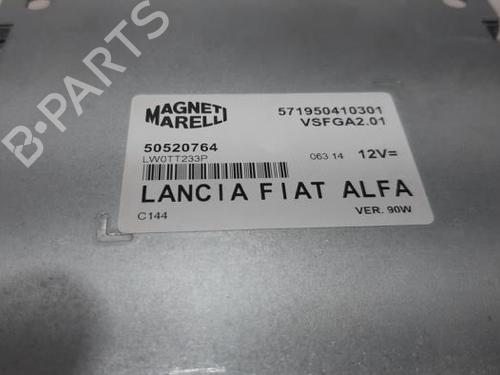 MAGNETI
MARELLI
571950410301
VSFGA2.01
50520764
LW0TT233P
063 14 12V=
LANCIA FIAT ALFA
C144
VER. 90W
B-PARTS